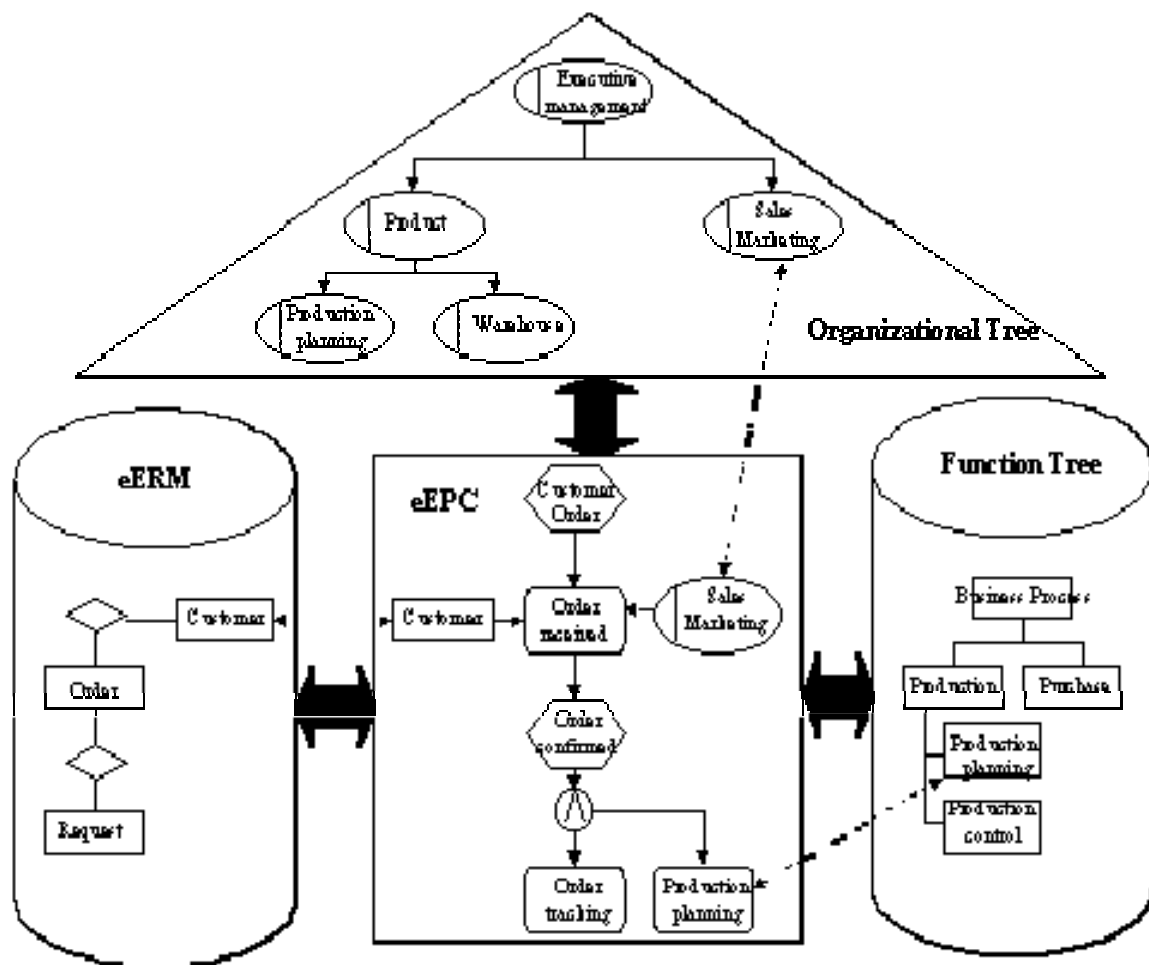 Executive
management
Product
Sales
Marketing
Production
planning
Warehouse
Organizational Tree
eERM
Customer
Order
Request
eEPC
Customer
Order
Customer
Order
received
Sales
Marketing
Order
confirmed
Order
tracking
Production
planning
Function Tree
Business Process
Production
Purchase
Production
planning
Production
control